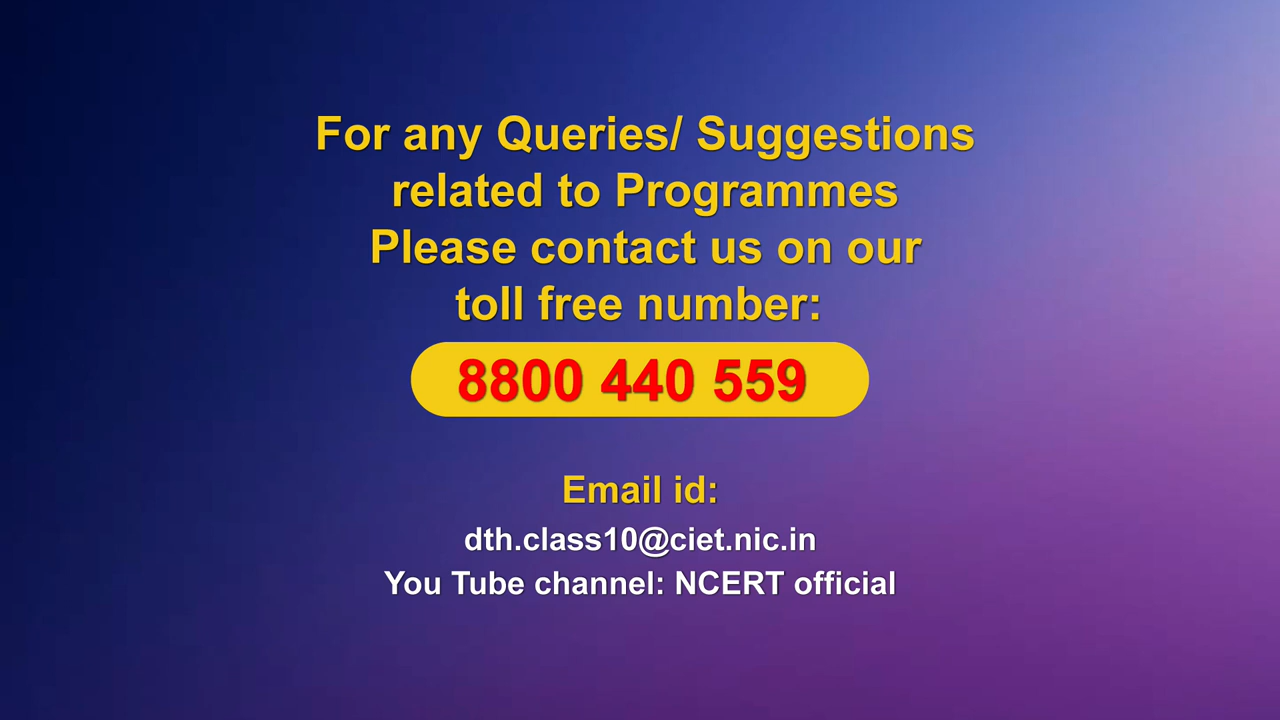 For any Queries/ Suggestions
related to Programmes
Please contact us on our
toll free number:
8800 440 559
Email id:
dth.class10@ciet.nic.in
You Tube channel: NCERT official